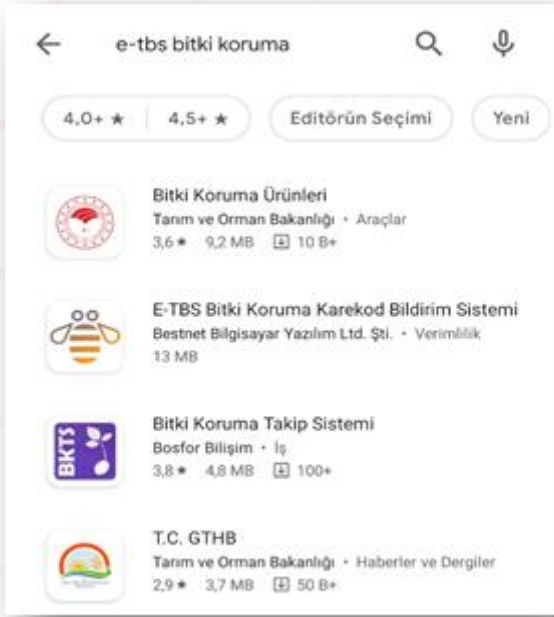 e-tbs bitki koruma
4,0+ ★ 4,5+ ★ Editörün Seçimi Yeni
Bitki Koruma Ürünleri
Tarım ve Orman Bakanlığı • Araçlar
3,6 ★ 9,2 MB 10 B+
E-TBS Bitki Koruma Karekod Bildirim Sistemi
Bestnet Bilgisayar Yazılım Ltd. Şti. • Verimlilik
13 MB
BKTS
Bitki Koruma Takip Sistemi
Bosfor Bilişim • İş
3,8 ★ 4,8 MB 100+
T.C. GTHB
Tarım ve Orman Bakanlığı • Haberler ve Dergiler
2,9 ★ 3,7 MB 50 B+